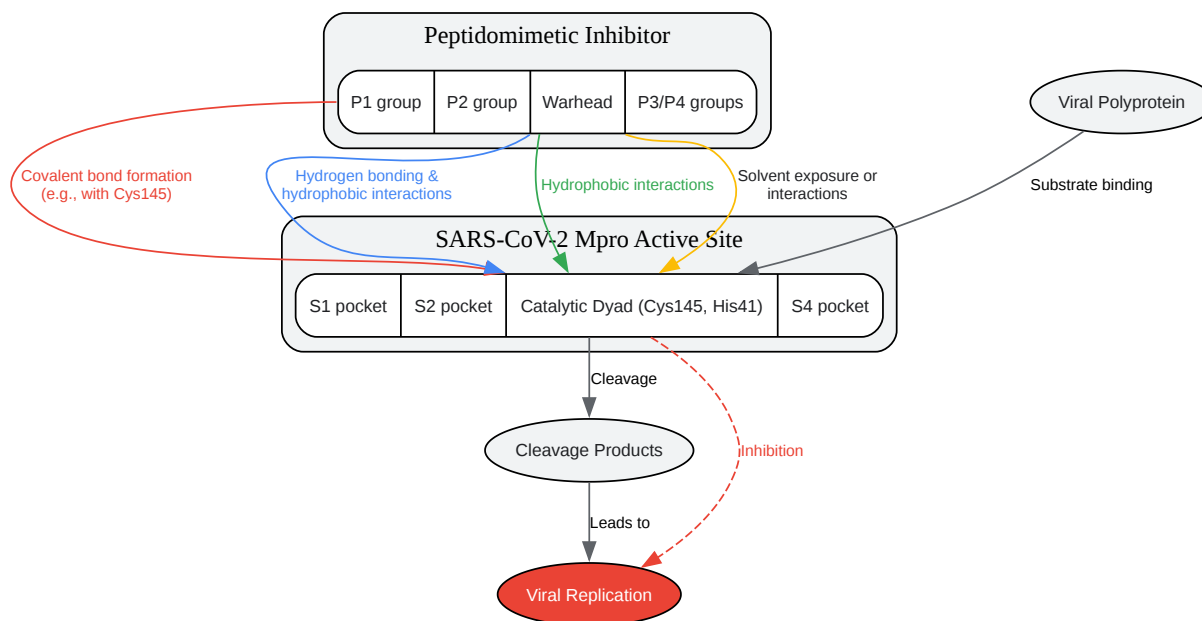 Peptidomimetic Inhibitor
P1 group
P2 group
Warhead
P3/P4 groups
Viral Polyprotein
Covalent bond formation
(e.g., with Cys145)
Hydrogen bonding &
hydrophobic interactions
Hydrophobic interactions
Solvent exposure or
interactions
Substrate binding
SARS-CoV-2 Mpro Active Site
S1 pocket
S2 pocket
Catalytic Dyad (Cys145, His41)
S4 pocket
Cleavage
Cleavage Products
Inhibition
Leads to
Viral Replication